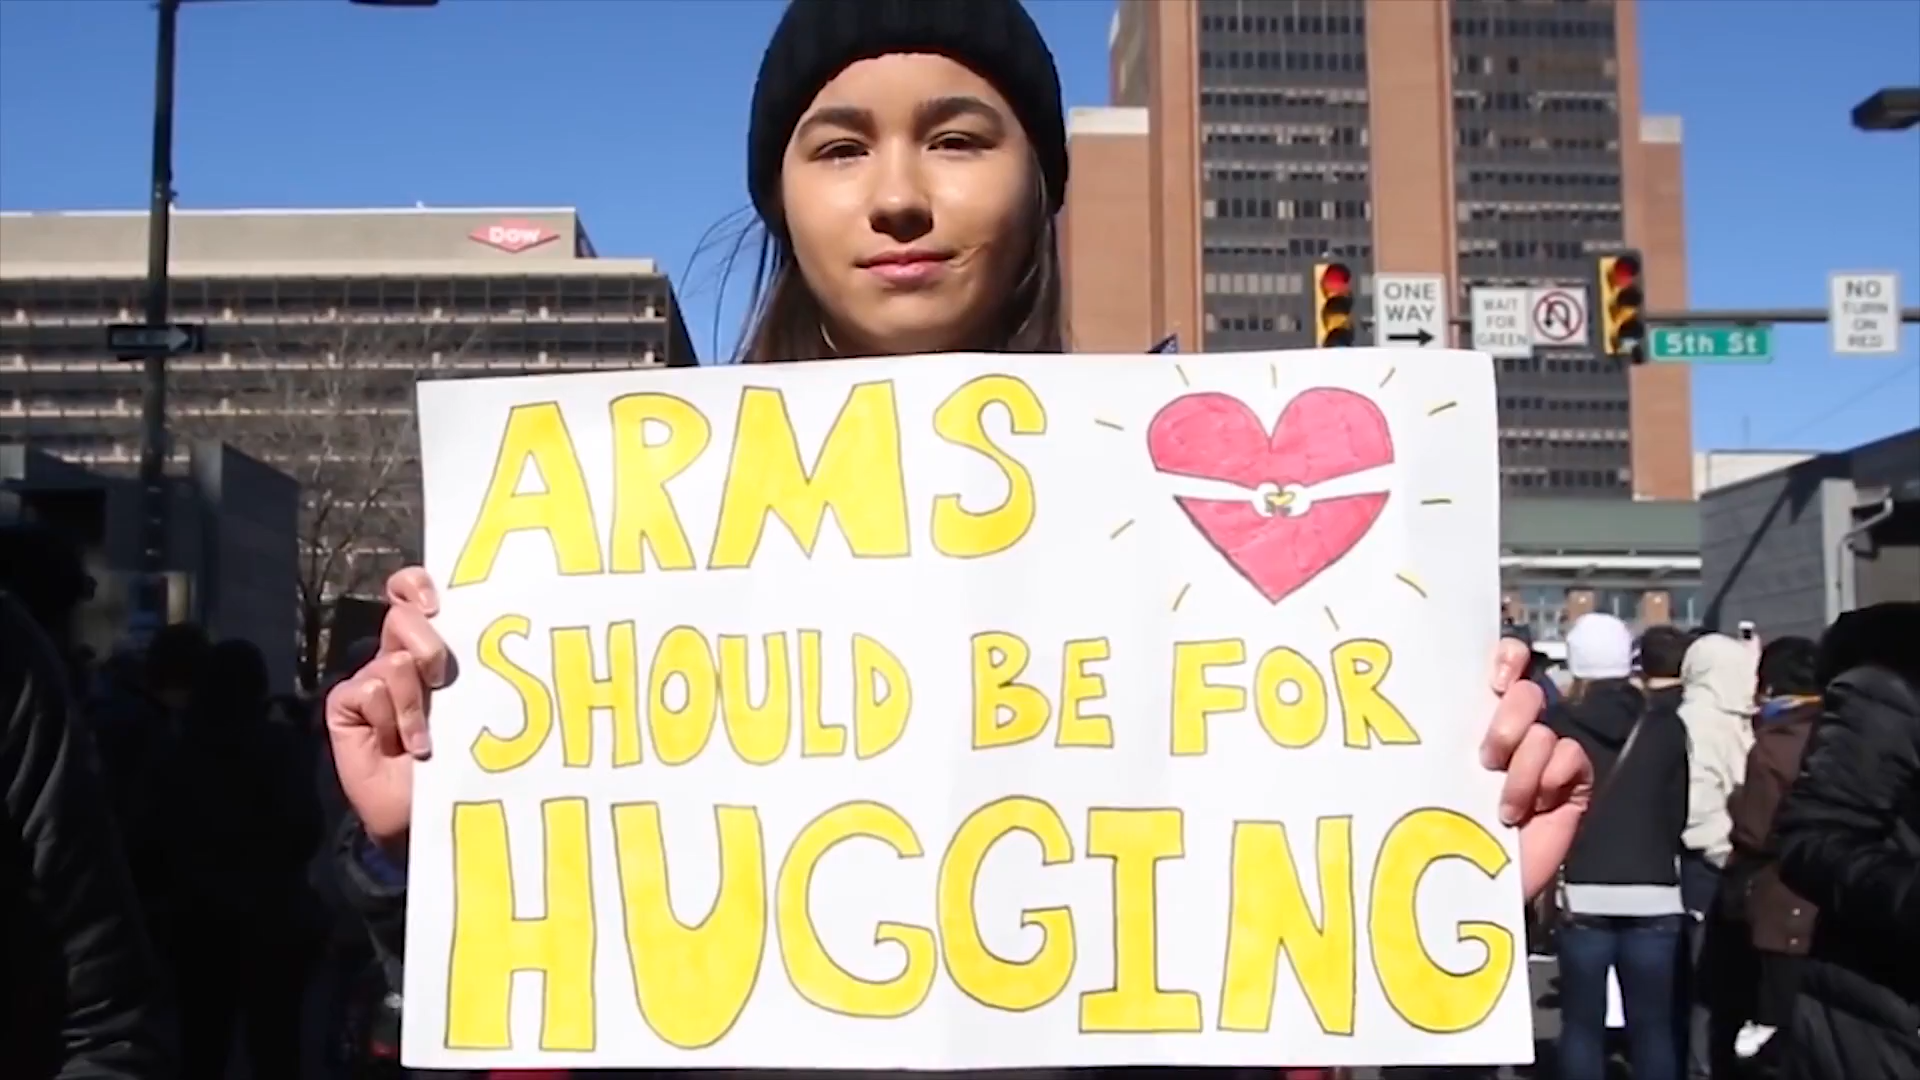 Dow
ONE
WAY
WAIT
FOR
GREEN
5th St
NO
TURN
ON
RED
ARMS
SHOULD BE FOR
HUGGING